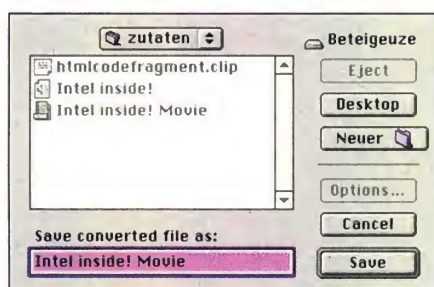 zutaten
Beteigeuze
htmlcodefragment.clip
Intel inside!
Intel inside! Movie
Eject
Desktop
Neuer
Options...
Cancel
Save converted file as:
Intel inside! Movie
Save